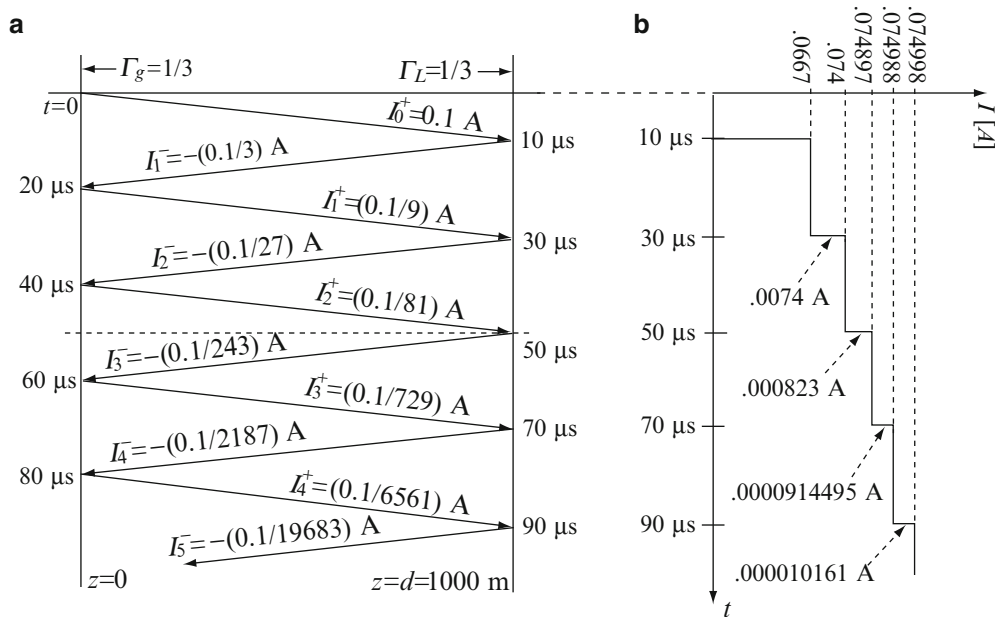 a
Γg=1/3
ΓL=1/3
t=0
I0+=0.1 A
10 μs
I1−=−(0.1/3) A
20 μs
I1+=(0.1/9) A
30 μs
I2−=−(0.1/27) A
40 μs
I2+=(0.1/81) A
50 μs
I3−=−(0.1/243) A
60 μs
I3+=(0.1/729) A
70 μs
I4−=−(0.1/2187) A
80 μs
I4+=(0.1/6561) A
90 μs
I5−=−(0.1/19683) A
z=0
z=d=1000 m
b
.0667
.074
.074897
.074988
.074998
I [A]
10 μs
30 μs
.0074 A
50 μs
.000823 A
70 μs
.0000914495 A
90 μs
.000010161 A
t